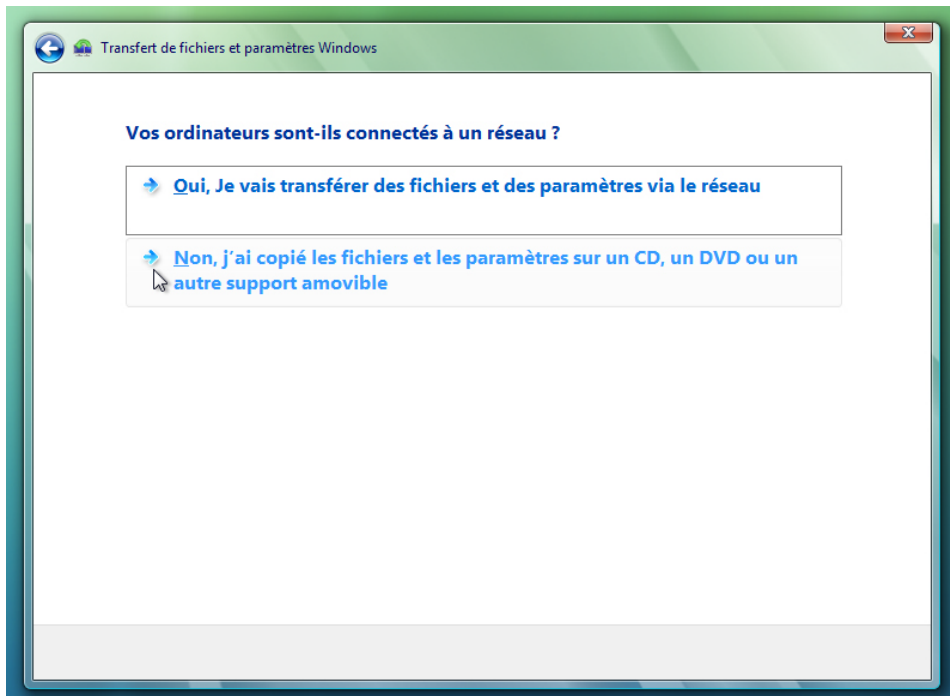 Transfert de fichiers et paramètres Windows
Vos ordinateurs sont-ils connectés à un réseau ?
Oui, Je vais transférer des fichiers et des paramètres via le réseau
Non, j'ai copié les fichiers et les paramètres sur un CD, un DVD ou un
autre support amovible